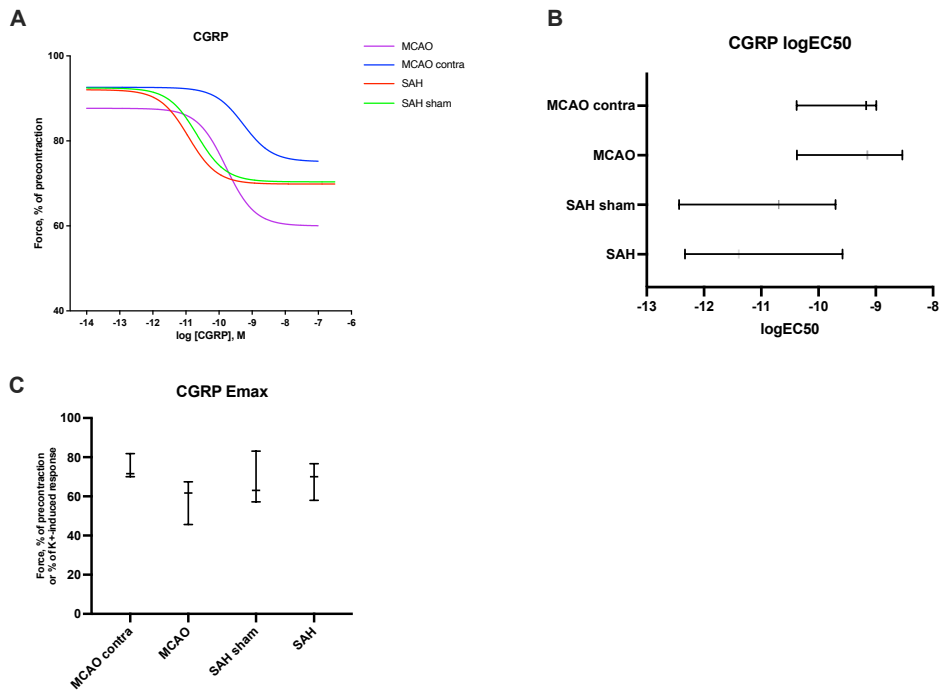 A
CGRP
100
80
60
40
Force, % of precontraction
-14 -13 -12 -11 -10 -9 -8 -7 -6
log [CGRP], M
MCAO
MCAO contra
SAH
SAH sham
B
CGRP logEC50
MCAO contra
MCAO
SAH sham
SAH
-13 -12 -11 -10 -9 -8
logEC50
C
CGRP Emax
100
80
60
40
20
0
Force, % of precontraction
or % of K+-induced response
MCAO contra
MCAO
SAH sham
SAH